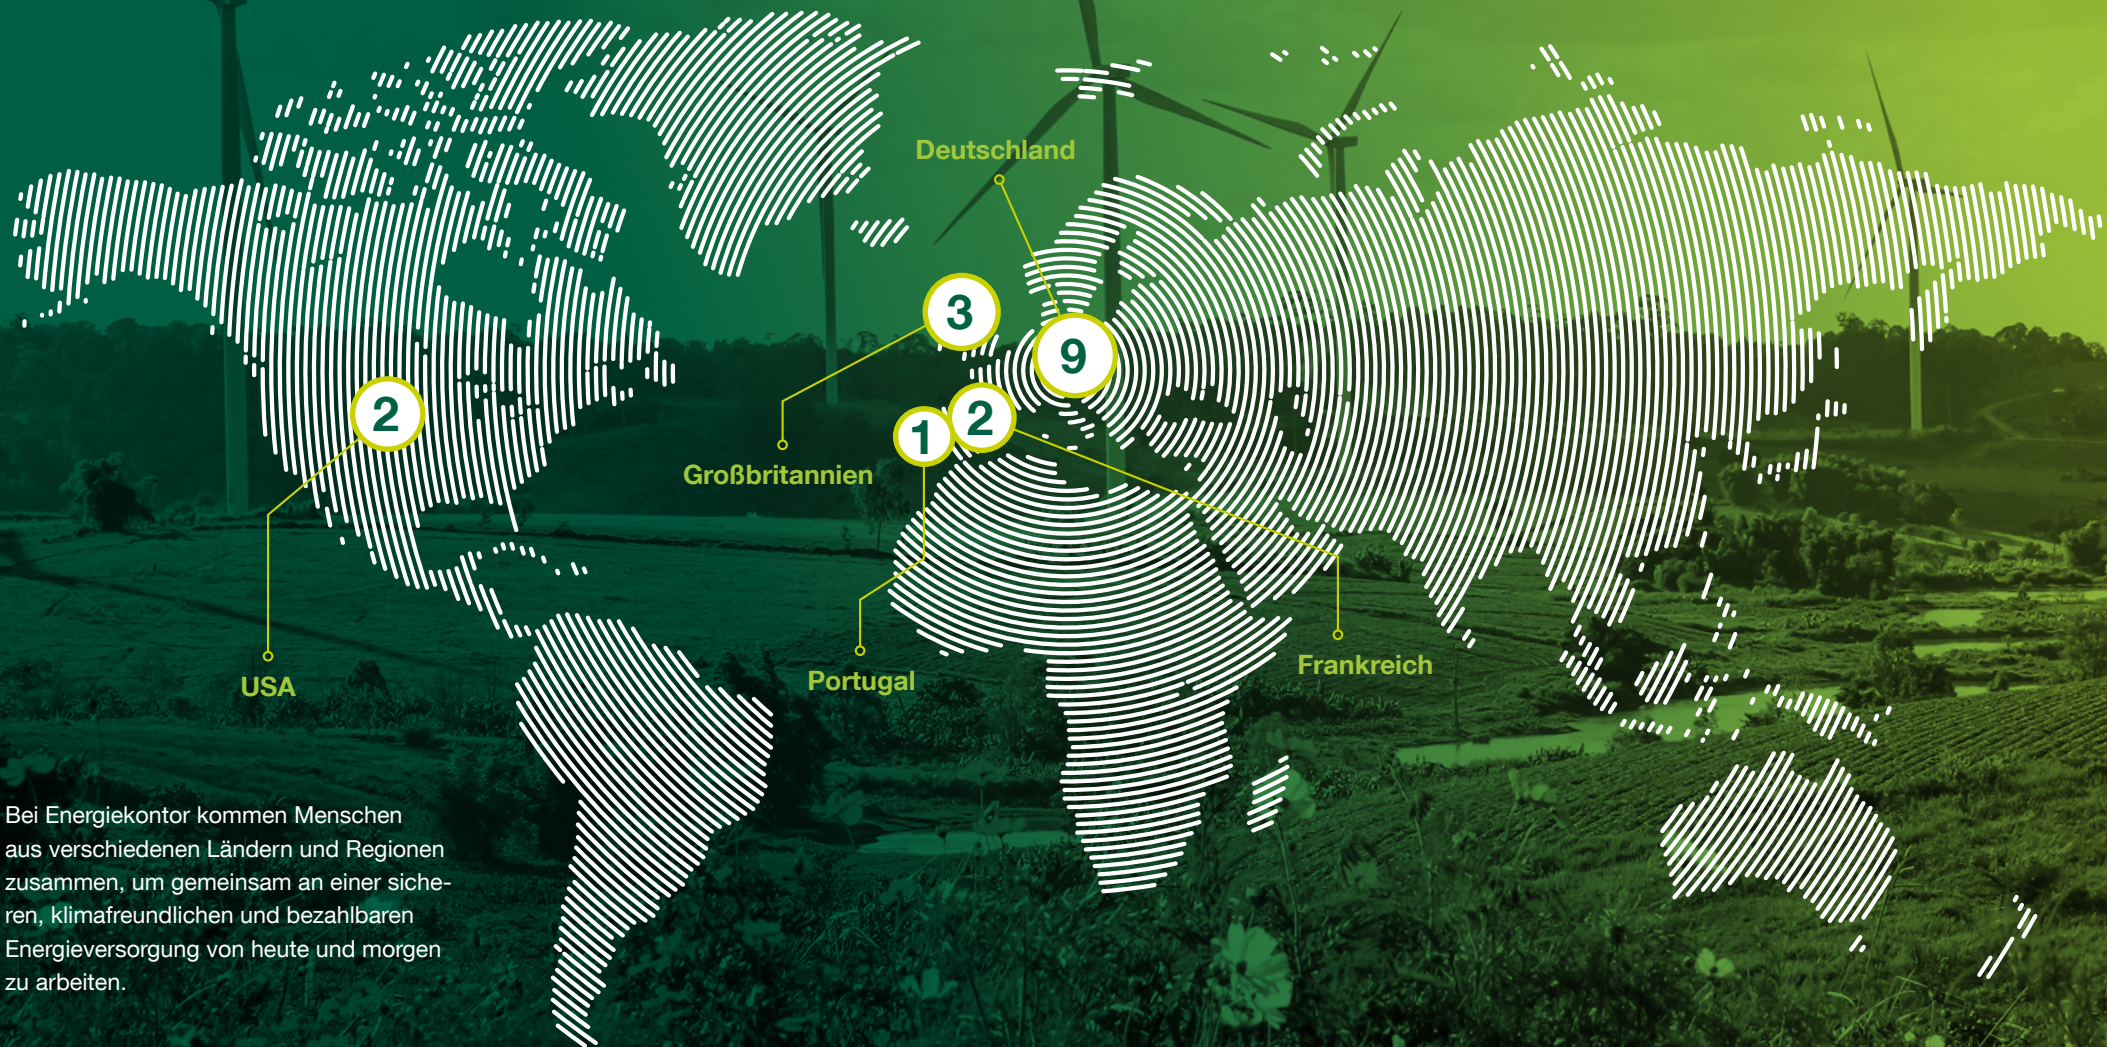 Deutschland
3
9
2
1
2
Großbritannien
Frankreich
Portugal
USA
Bei Energiekontor kommen Menschen
aus verschiedenen Ländern und Regionen
zusammen, um gemeinsam an einer siche-
ren, klimafreundlichen und bezahlbaren
Energieversorgung von heute und morgen
zu arbeiten.